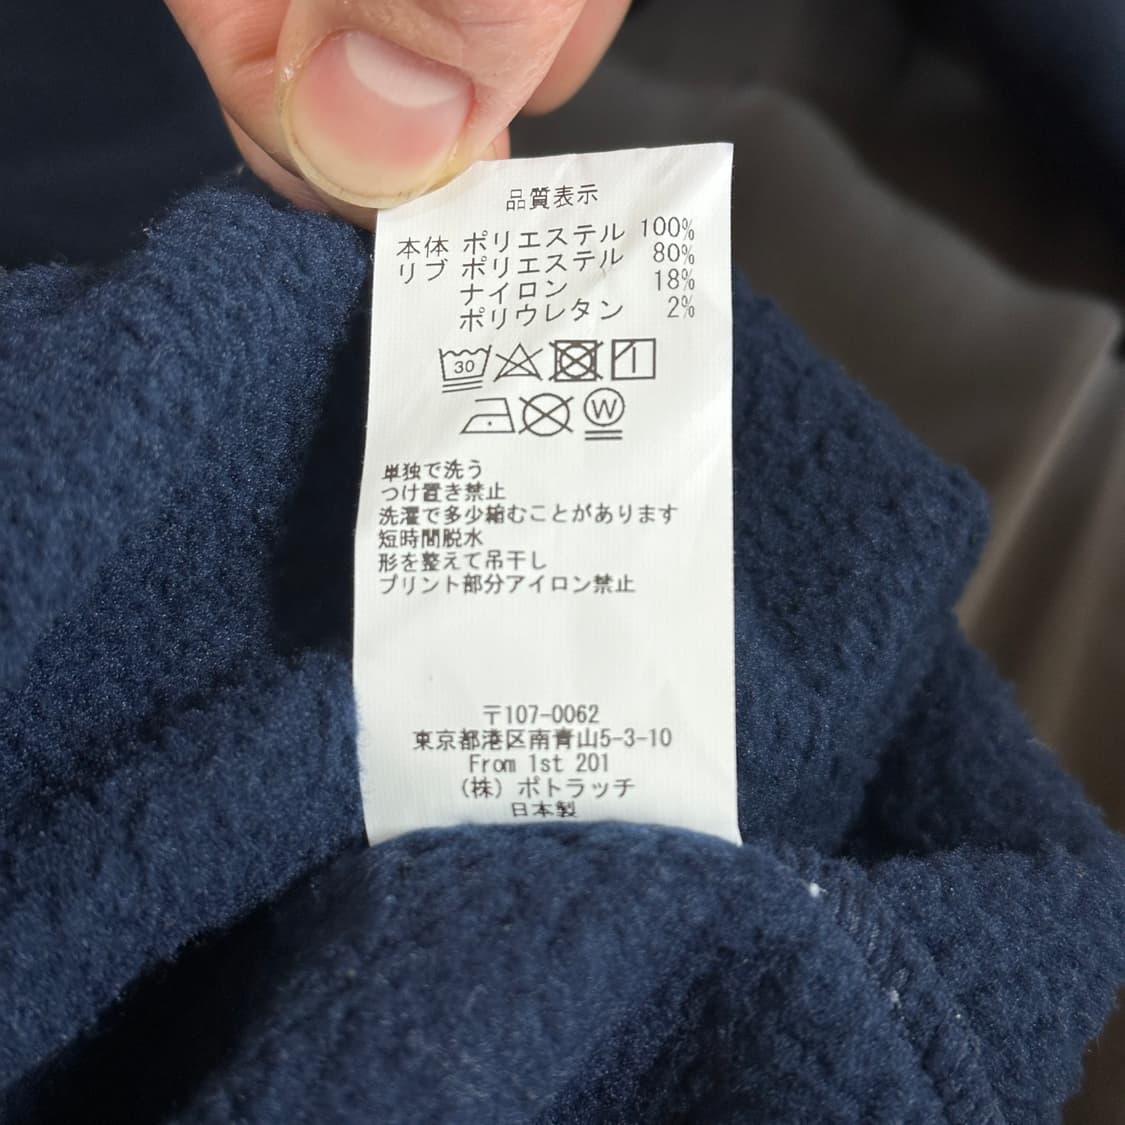 品質表示
本体 ポリエステル 100%
リブ ポリエステル 80%
ナイロン 18%
ポリウレタン 2%
30
W
単独で洗う
つけ置き禁止
洗濯で多少縮むことがあります
短時間脱水
形を整えて吊干し
プリント部分アイロン禁止
〒107-0062
東京都港区南青山5-3-10
From 1st 201
(株) ポトラッチ
日本製